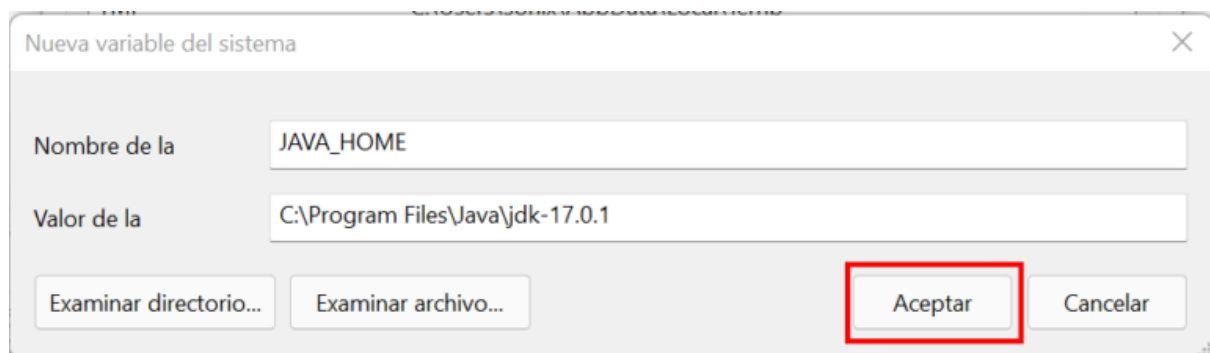 Nueva variable del sistema
Nombre de la JAVA_HOME
Valor de la C:\Program Files\Java\jdk-17.0.1
Examinar directorio... Examinar archivo... Aceptar Cancelar